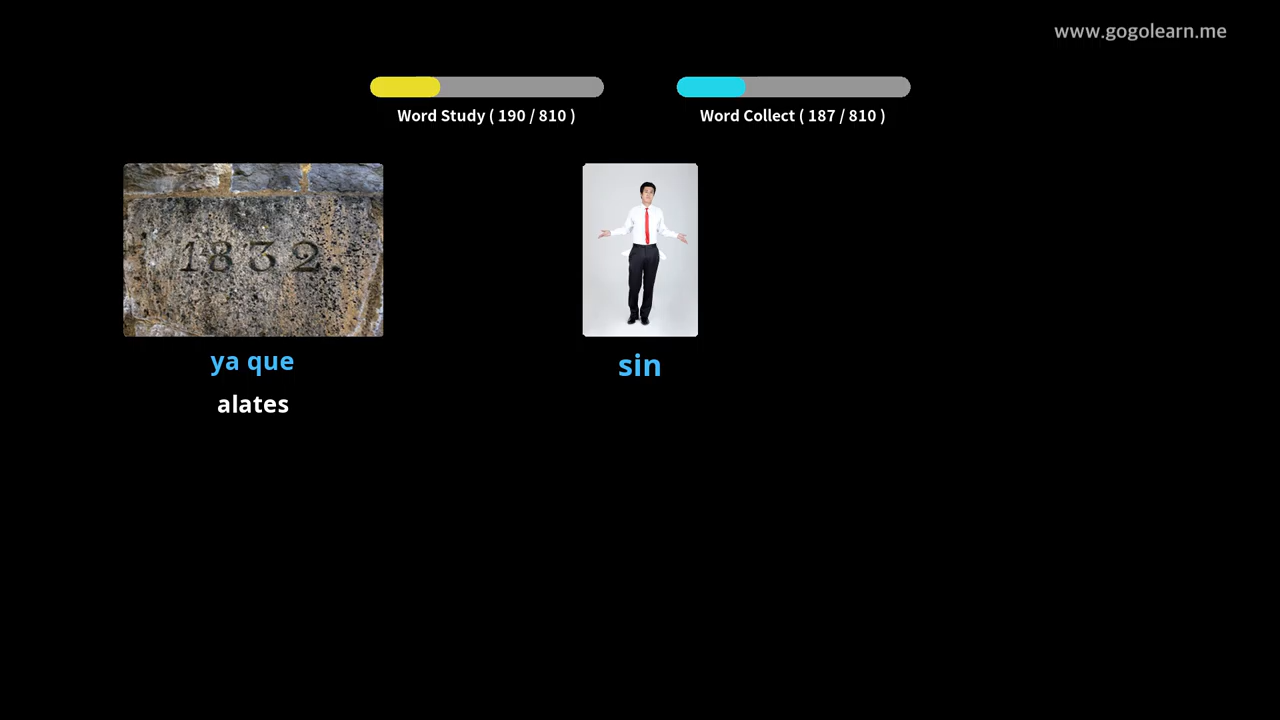 www.gogolearn.me
Word Study ( 190 / 810 )
Word Collect ( 187 / 810 )
1832.
ya que
sin
alates